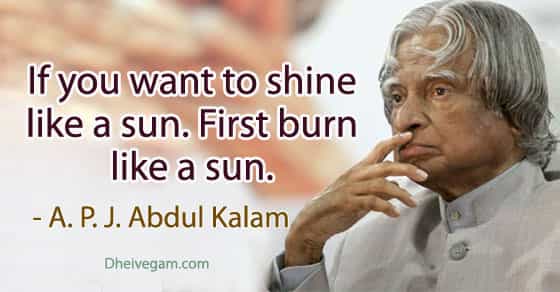 If you want to shine
like a sun. First burn
like a sun.
- A. P. J. Abdul Kalam
Dheivegam.com